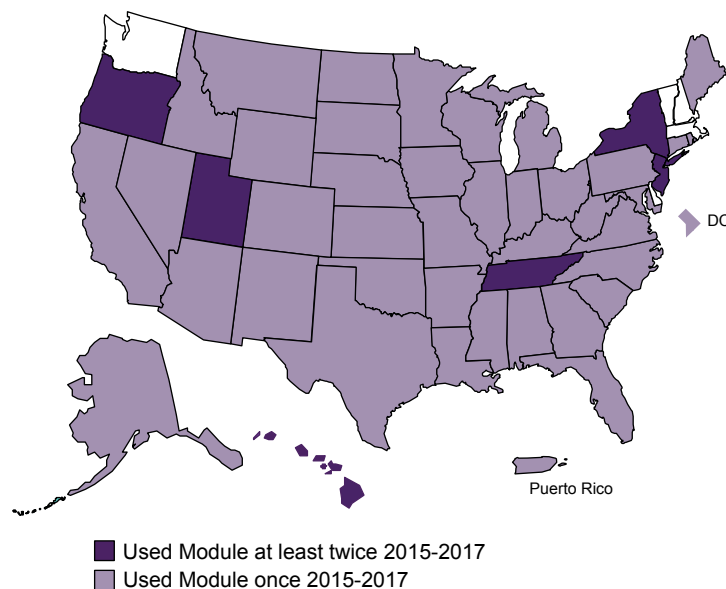 DC
Puerto Rico
Used Module at least twice 2015-2017
Used Module once 2015-2017